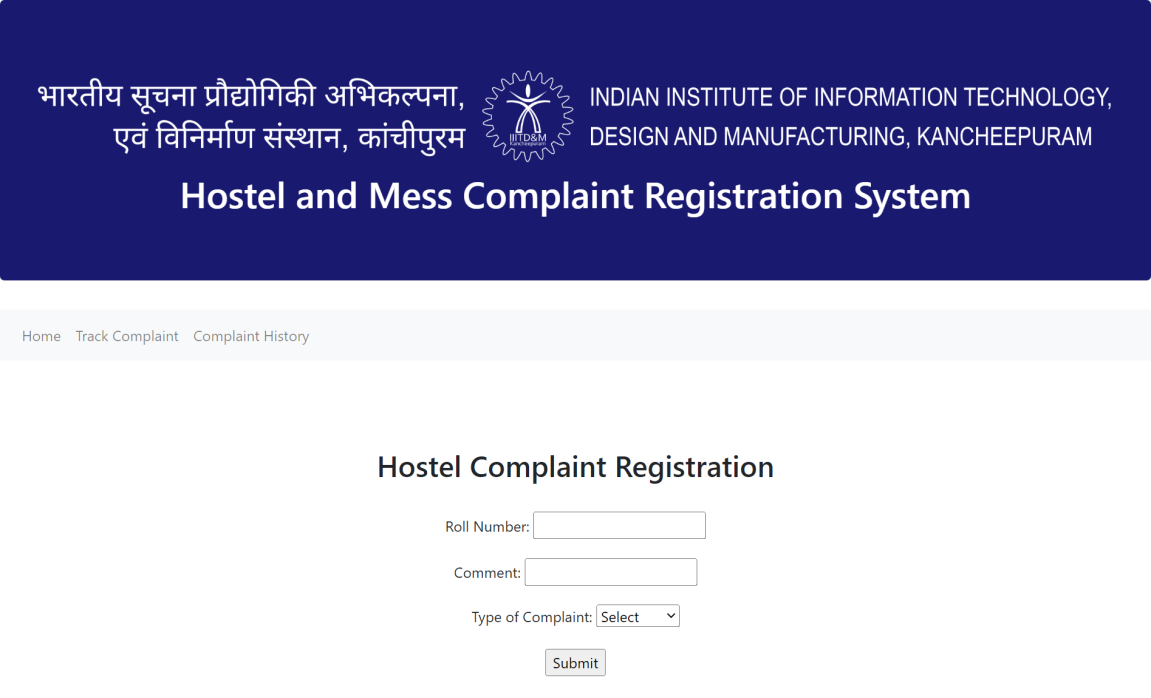 भारतीय सूचना प्रौद्योगिकी अभिकल्पना,
एवं विनिर्माण संस्थान, कांचीपुरम
IIITD&M
Kancheepuram
INDIAN INSTITUTE OF INFORMATION TECHNOLOGY,
DESIGN AND MANUFACTURING, KANCHEEPURAM
Hostel and Mess Complaint Registration System
Home Track Complaint Complaint History
Hostel Complaint Registration
Roll Number:
Comment:
Type of Complaint: Select
Submit